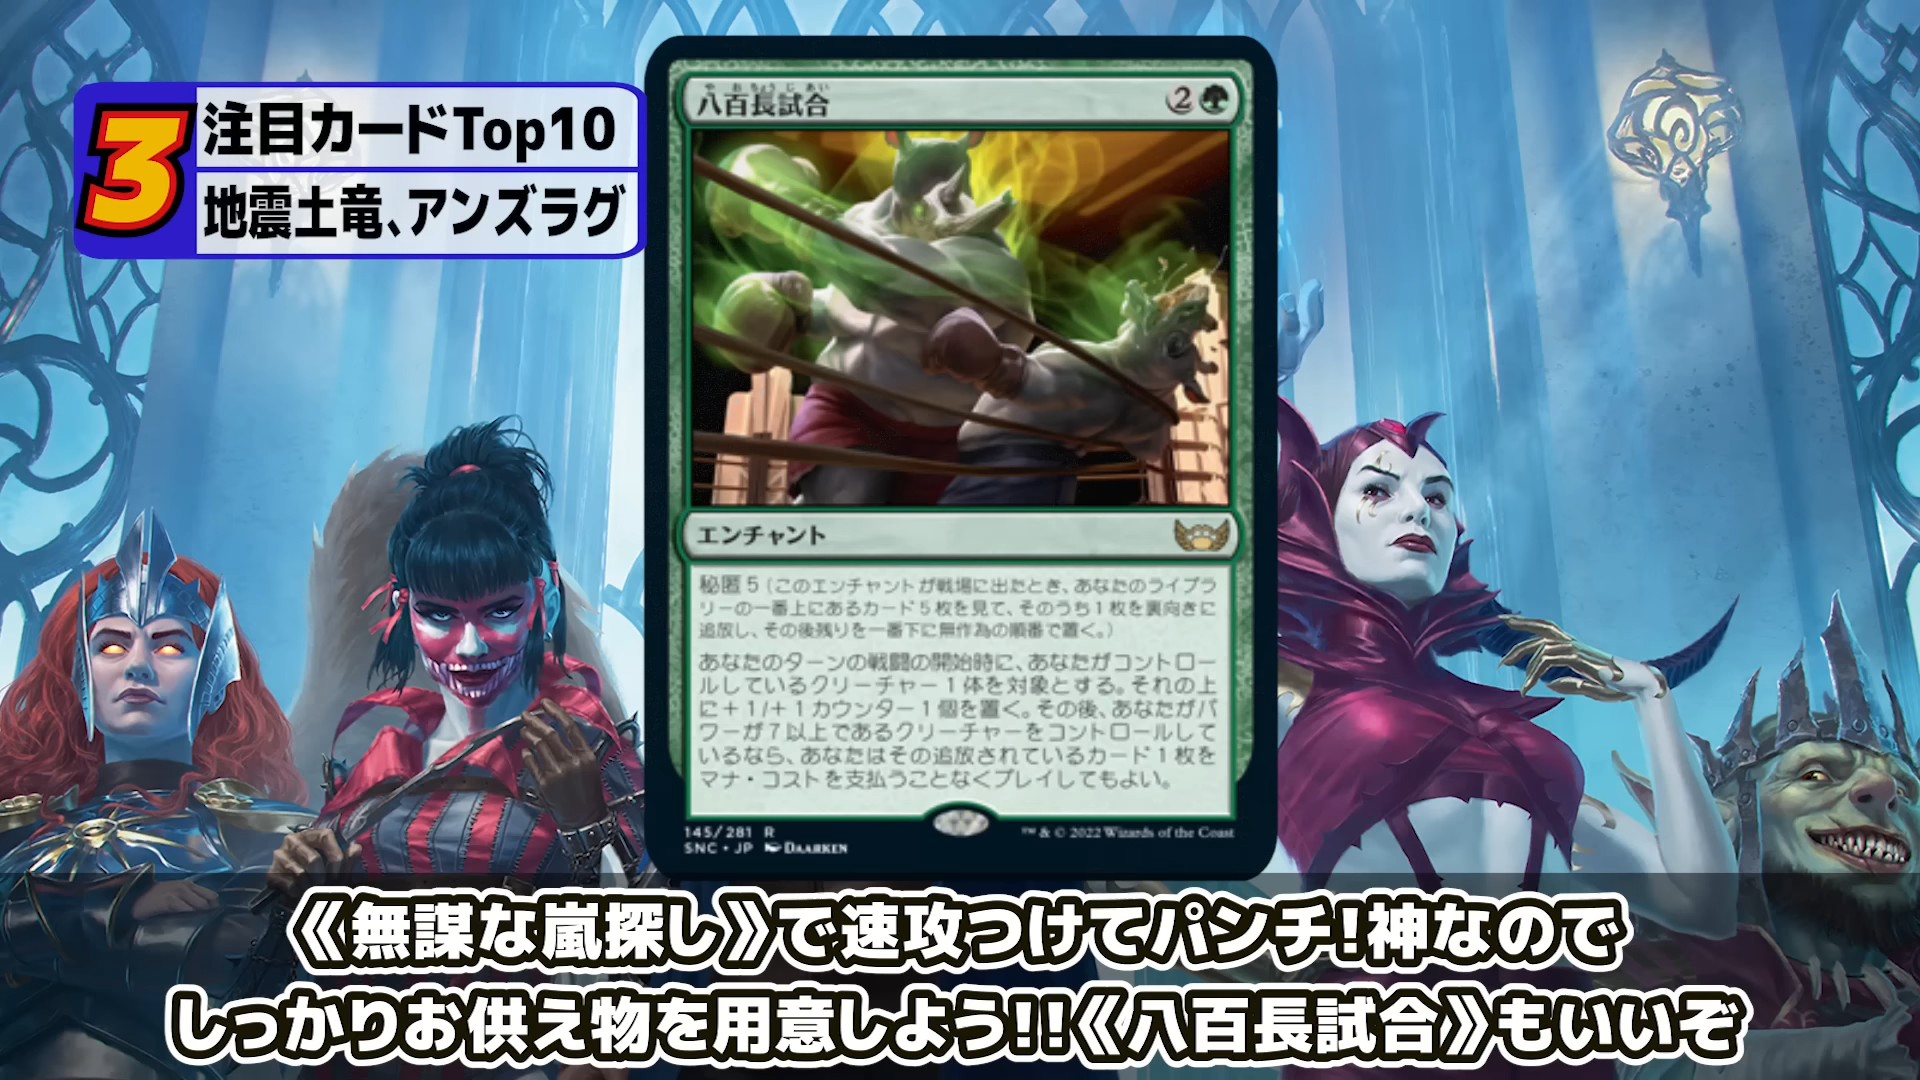 3
注目カードTop10
地震土竜、アンズラグ
や お ちょう じ あい
八百長試合
2
エンチャント
秘匿5(このエンチャントが戦場に出たとき、あなたのライブラ
リーの一番上にあるカード5枚を見て、そのうち1枚を裏向きに
追放し、その後残りを一番下に無作為の順番で置く。)
あなたのターンの戦闘の開始時に、あなたがコントロー
ルしているクリーチャー1体を対象とする。それの上
に+1/+1カウンター1個を置く。その後、あなたがパ
ワーが7以上であるクリーチャーをコントロールして
いるなら、あなたはその追放されているカード1枚を
マナ・コストを支払うことなくプレイしてもよい。
145/281 R
SNC・JP DAARKEN
™ & © 2022 Wizards of the Coast
《無謀な嵐探し》で速攻つけてパンチ!神なので
しっかりお供え物を用意しよう!!《八百長試合》もいいぞ